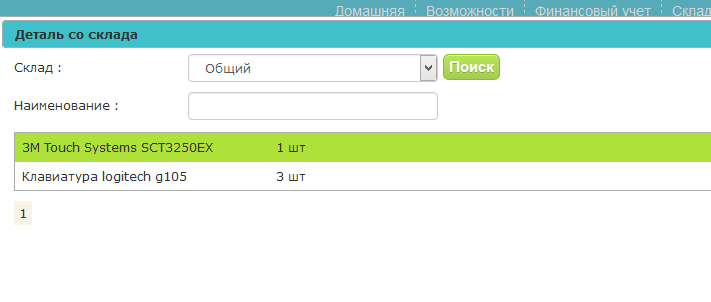 Домашняя Возможности Финансовый учет Склад
Деталь со склада
Склад : Общий Поиск
Наименование :
3M Touch Systems SCT3250EX 1 шт
Клавиатура logitech g105 3 шт
1